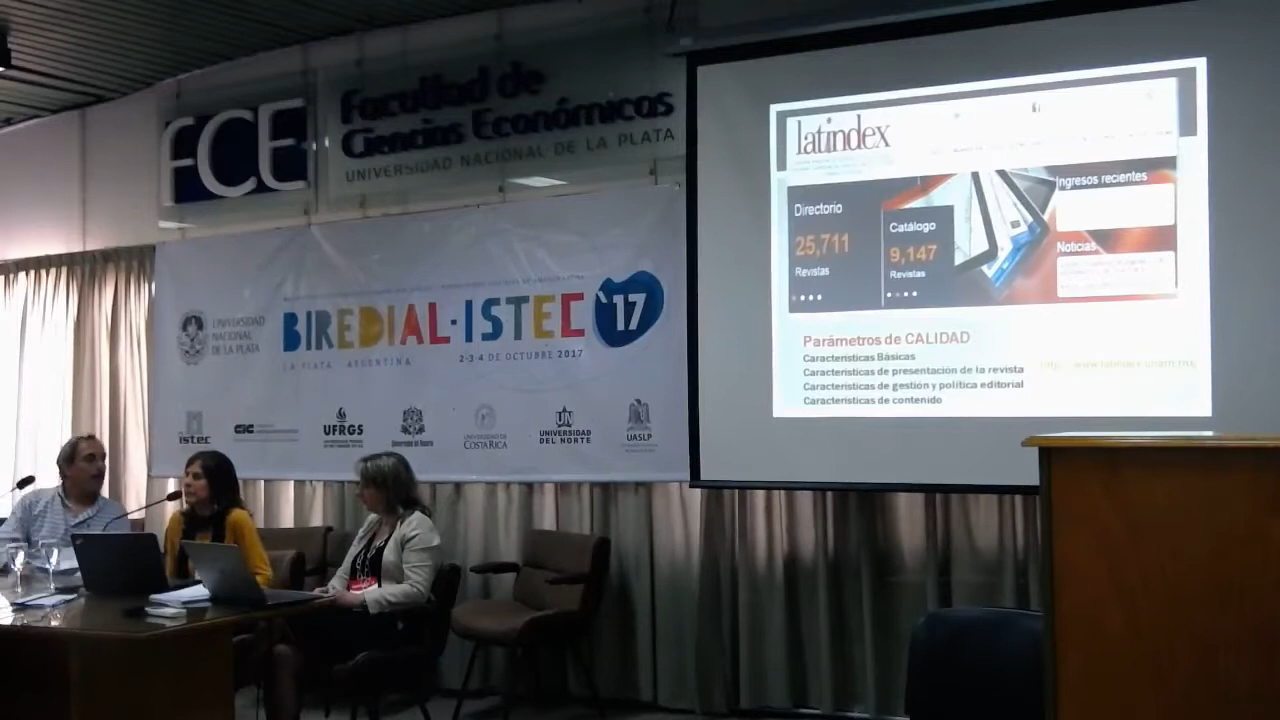 FCE
Facultad de
Ciencias Económicas
UNIVERSIDAD NACIONAL DE LA PLATA
UNIVERSIDAD
NACIONAL
DE LA PLATA
BIREDIAL·ISTEC '17
LA PLATA - ARGENTINA
2-3-4 DE OCTUBRE 2017
istec
CIC
UFRGS
UNIVERSIDAD DE
COSTA RICA
UN
UNIVERSIDAD
DEL NORTE
UASLP
latindex
Directorio
25,711
Revistas
Catálogo
9,147
Revistas
Ingresos recientes
Noticias
Parámetros de CALIDAD
Características Básicas
Características de presentación de la revista
Características de gestión y política editorial
Características de contenido